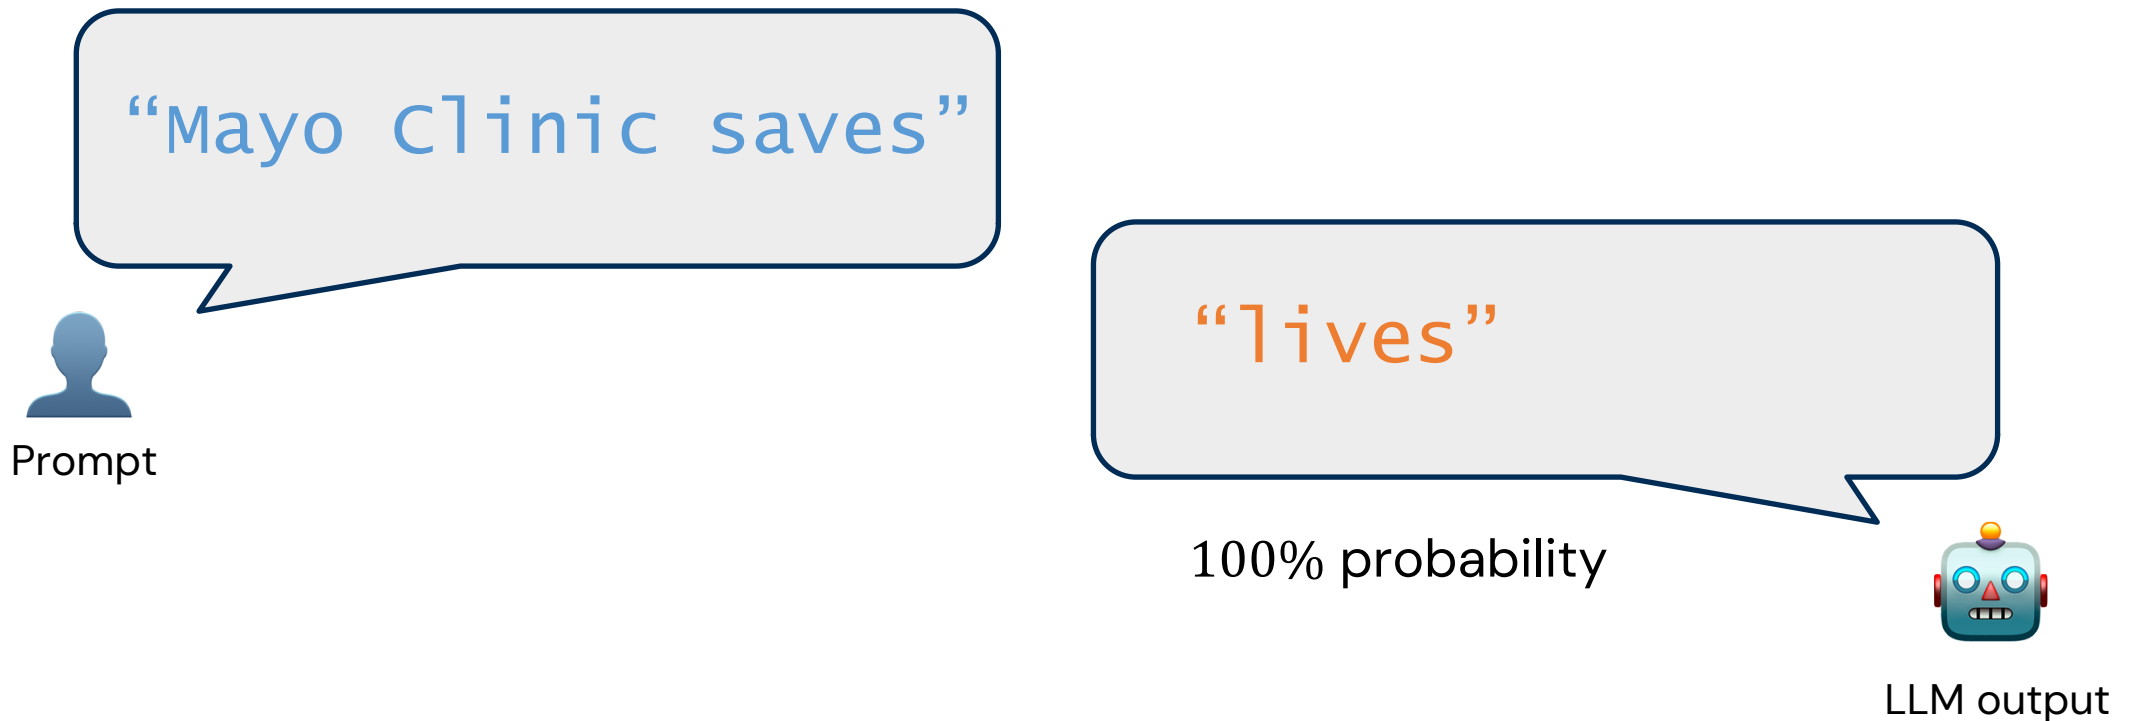 “Mayo Clinic saves”
Prompt
“lives”
100% probability
LLM output